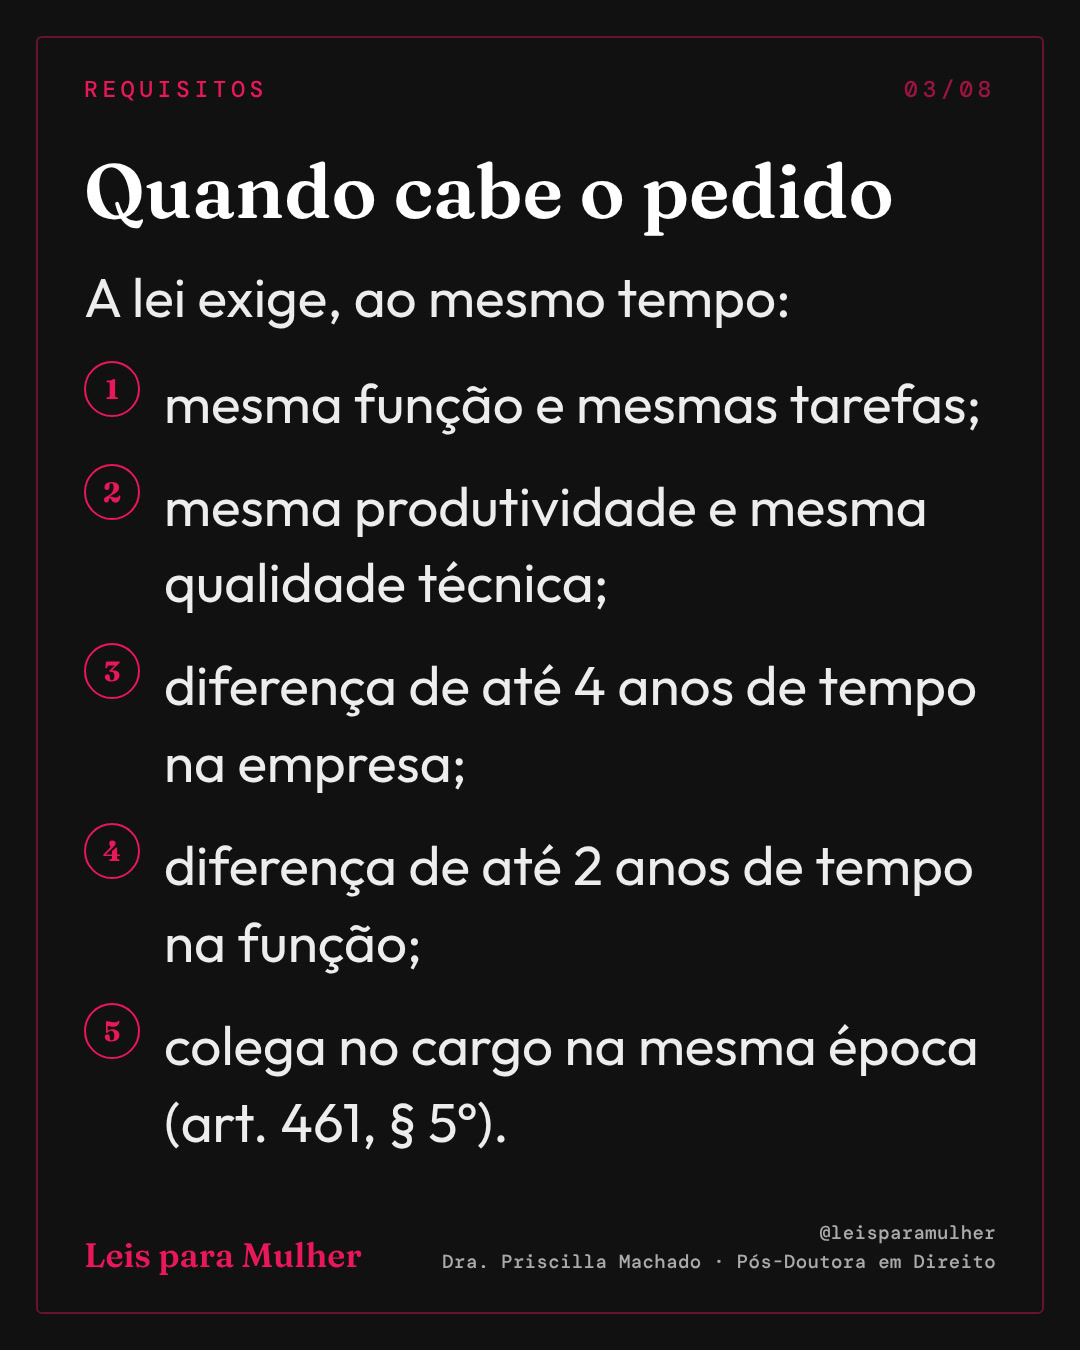 REQUISITOS
03/08
Quando cabe o pedido
A lei exige, ao mesmo tempo:
1 mesma função e mesmas tarefas;
2 mesma produtividade e mesma
qualidade técnica;
3 diferença de até 4 anos de tempo
na empresa;
4 diferença de até 2 anos de tempo
na função;
5 colega no cargo na mesma época
(art. 461, § 5º).
@leisparamulher
Leis para Mulher
Dra. Priscilla Machado · Pós-Doutora em Direito